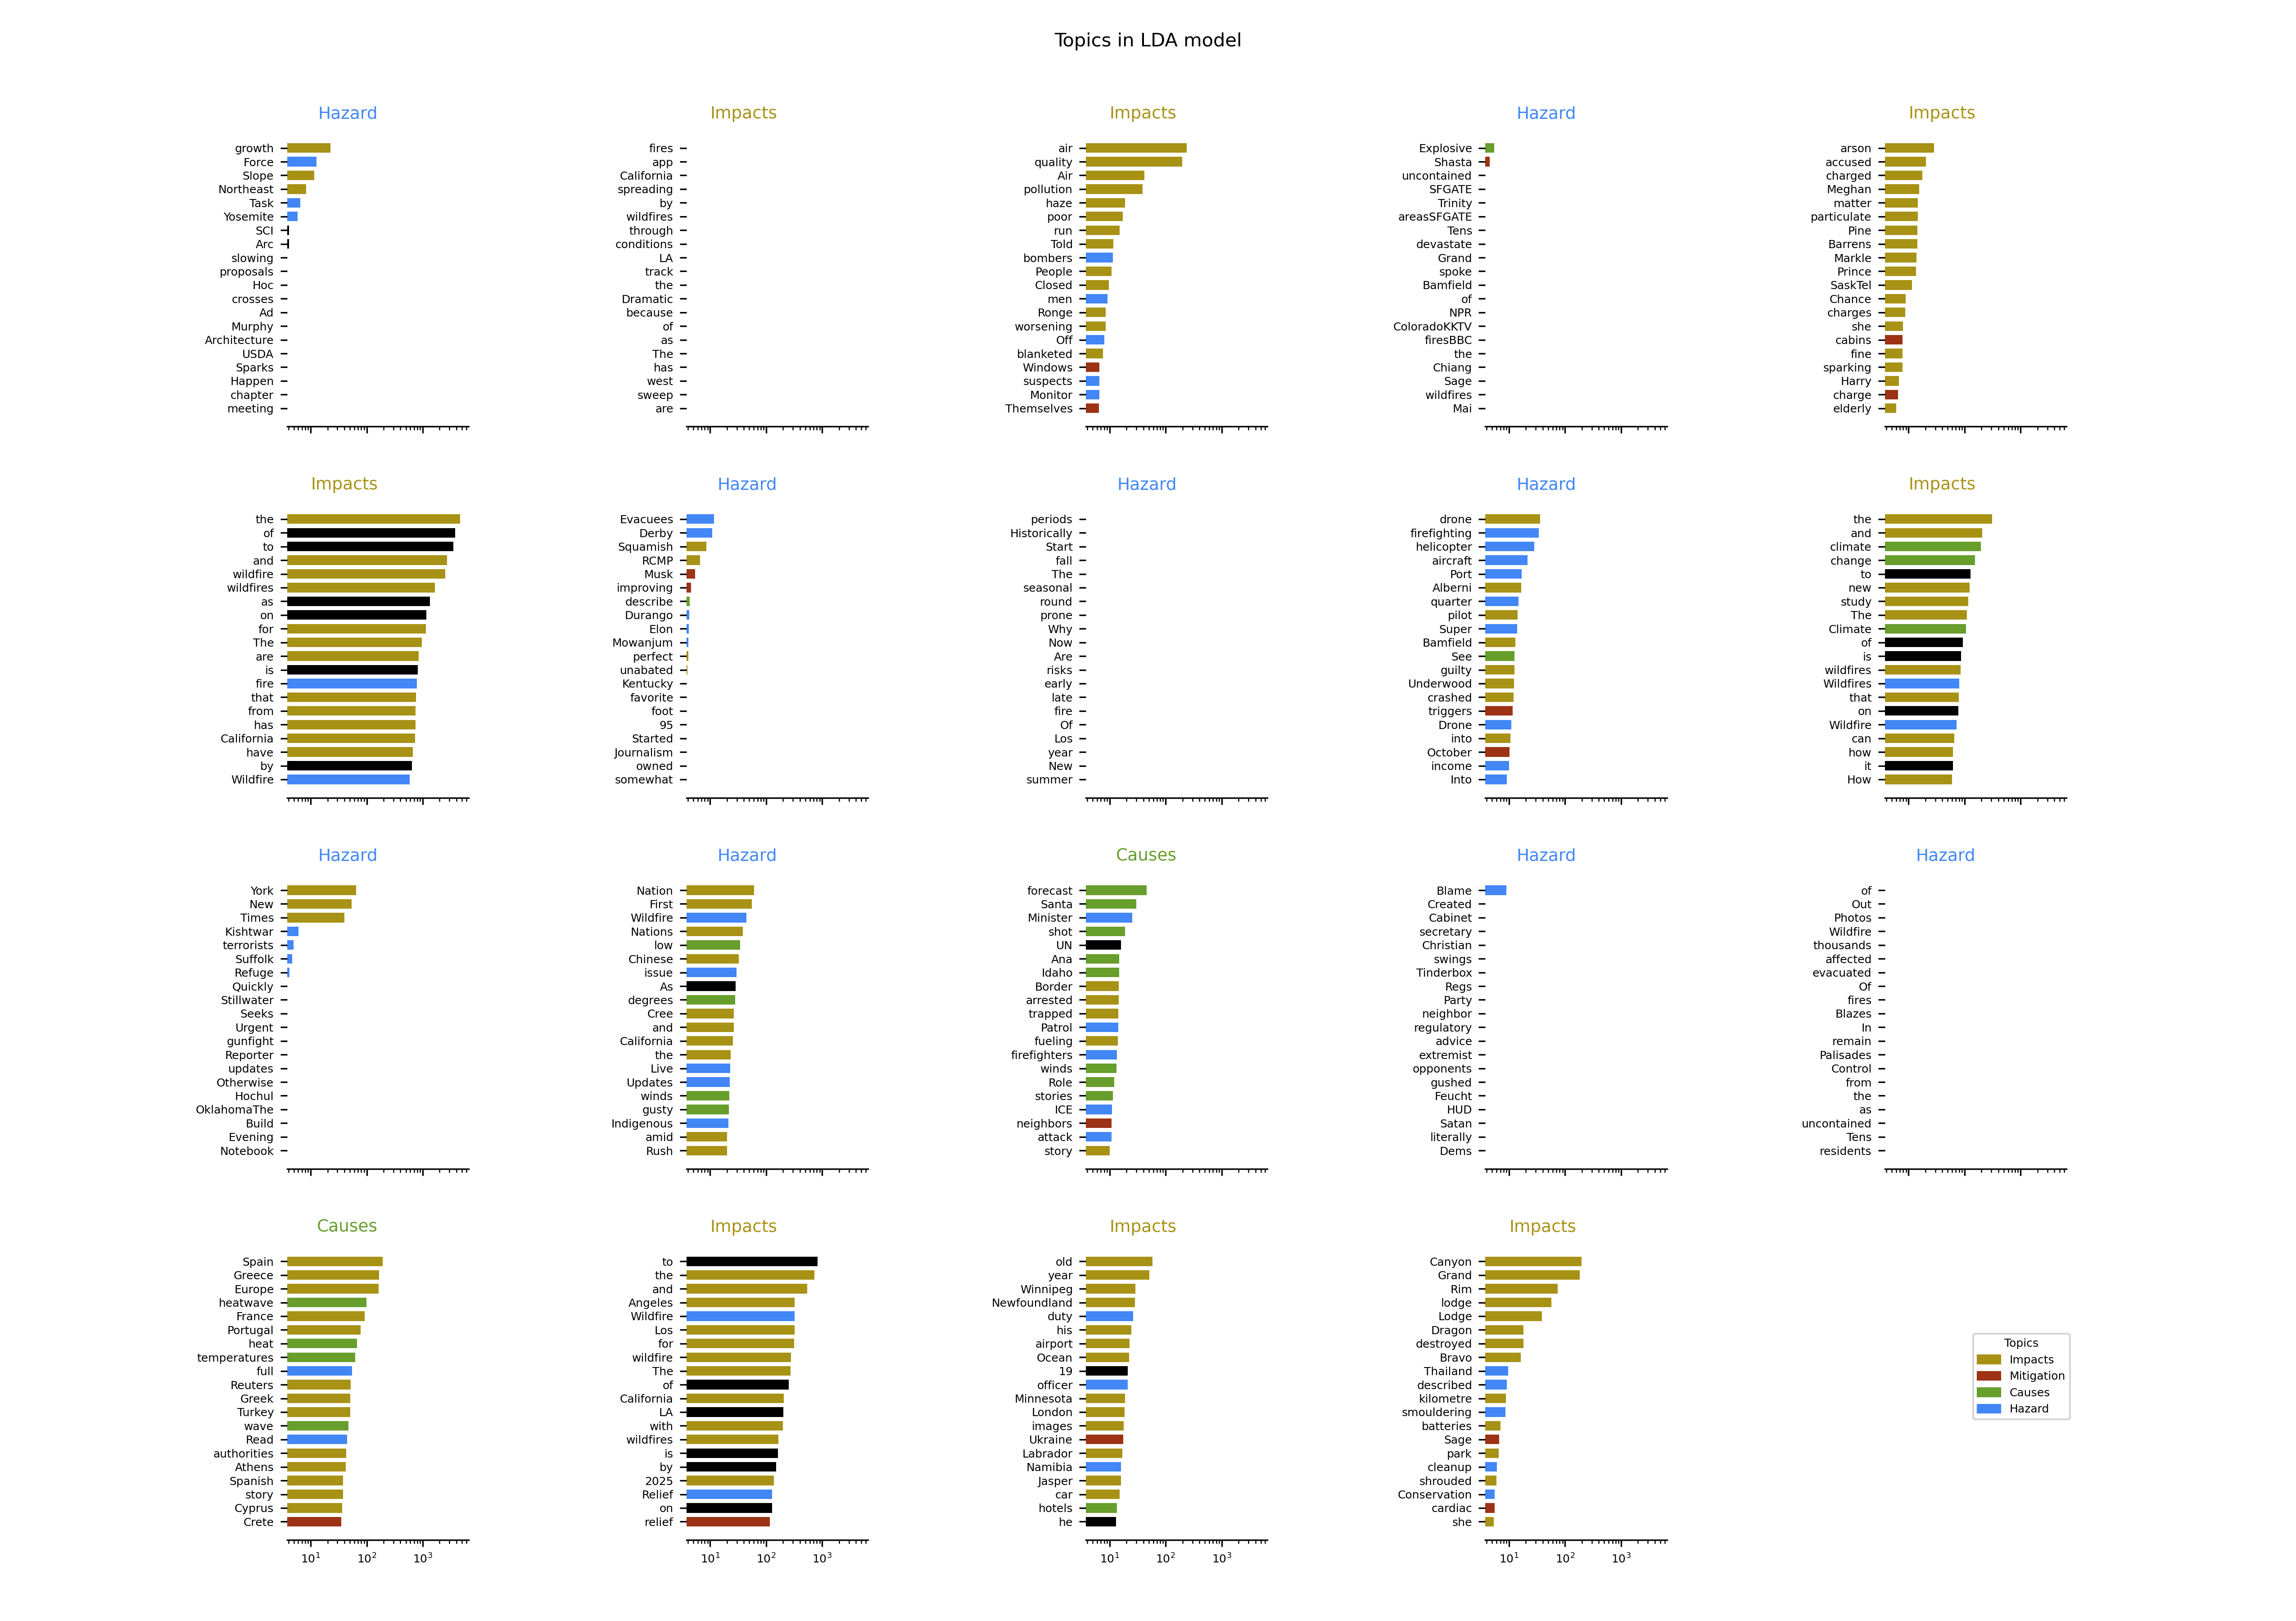 Topics in LDA model
Hazard
growth
Force
Slope
Northeast
Task
Yosemite
SCI
Arc
slowing
proposals
Hoc
crosses
Ad
Murphy
Architecture
USDA
Sparks
Happen
chapter
meeting
Impacts
fires
app
California
spreading
by
wildfires
through
conditions
LA
track
the
Dramatic
because
of
as
The
has
west
sweep
are
Impacts
air
quality
Air
pollution
haze
poor
run
Told
bombers
People
Closed
men
Ronge
worsening
Off
blanketed
Windows
suspects
Monitor
Themselves
Hazard
Explosive
Shasta
uncontained
SFGATE
Trinity
areasSFGATE
Tens
devastate
Grand
spoke
Bamfield
of
NPR
ColoradoKKTV
firesBBC
the
Chiang
Sage
wildfires
Mai
Impacts
arson
accused
charged
Meghan
matter
particulate
Pine
Barrens
Markle
Prince
SaskTel
Chance
charges
she
cabins
fine
sparking
Harry
charge
elderly
Impacts
the
of
to
and
wildfire
wildfires
as
on
for
The
are
is
fire
that
from
has
California
have
by
Wildfire
Hazard
Evacuees
Derby
Squamish
RCMP
Musk
improving
describe
Durango
Elon
Mowanjum
perfect
unabated
Kentucky
favorite
foot
95
Started
Journalism
owned
somewhat
Hazard
periods
Historically
Start
fall
The
seasonal
round
prone
Why
Now
Are
risks
early
late
fire
Of
Los
year
New
summer
Hazard
drone
firefighting
helicopter
aircraft
Port
Alberni
quarter
pilot
Super
Bamfield
See
guilty
Underwood
crashed
triggers
Drone
into
October
income
Into
Impacts
the
and
climate
change
to
new
study
The
Climate
of
is
wildfires
Wildfires
that
on
Wildfire
can
how
it
How
Hazard
York
New
Times
Kishtwar
terrorists
Suffolk
Refuge
Quickly
Stillwater
Seeks
Urgent
gunfight
Reporter
updates
Otherwise
Hochul
OklahomaThe
Build
Evening
Notebook
Hazard
Nation
First
Wildfire
Nations
low
Chinese
issue
As
degrees
Cree
and
California
the
Live
Updates
winds
gusty
Indigenous
amid
Rush
Causes
forecast
Santa
Minister
shot
UN
Ana
Idaho
Border
arrested
trapped
Patrol
fueling
firefighters
winds
Role
stories
ICE
neighbors
attack
story
Hazard
Blame
Created
Cabinet
secretary
Christian
swings
Tinderbox
Regs
Party
neighbor
regulatory
advice
extremist
opponents
gushed
Feucht
HUD
Satan
literally
Dems
Hazard
of
Out
Photos
Wildfire
thousands
affected
evacuated
Of
fires
Blazes
In
remain
Palisades
Control
from
the
as
uncontained
Tens
residents
Causes
Spain
Greece
Europe
heatwave
France
Portugal
heat
temperatures
full
Reuters
Greek
Turkey
wave
Read
authorities
Athens
Spanish
story
Cyprus
Crete
10¹ 10² 10³
Impacts
to
the
and
Angeles
Wildfire
Los
for
wildfire
The
of
California
LA
with
wildfires
is
by
2025
Relief
on
relief
10¹ 10² 10³
Impacts
old
year
Winnipeg
Newfoundland
duty
his
airport
Ocean
19
officer
Minnesota
London
images
Ukraine
Labrador
Namibia
Jasper
car
hotels
he
10¹ 10² 10³
Impacts
Canyon
Grand
Rim
lodge
Lodge
Dragon
destroyed
Bravo
Thailand
described
kilometre
smouldering
batteries
Sage
park
cleanup
shrouded
Conservation
cardiac
she
10¹ 10² 10³
Topics
Impacts
Mitigation
Causes
Hazard